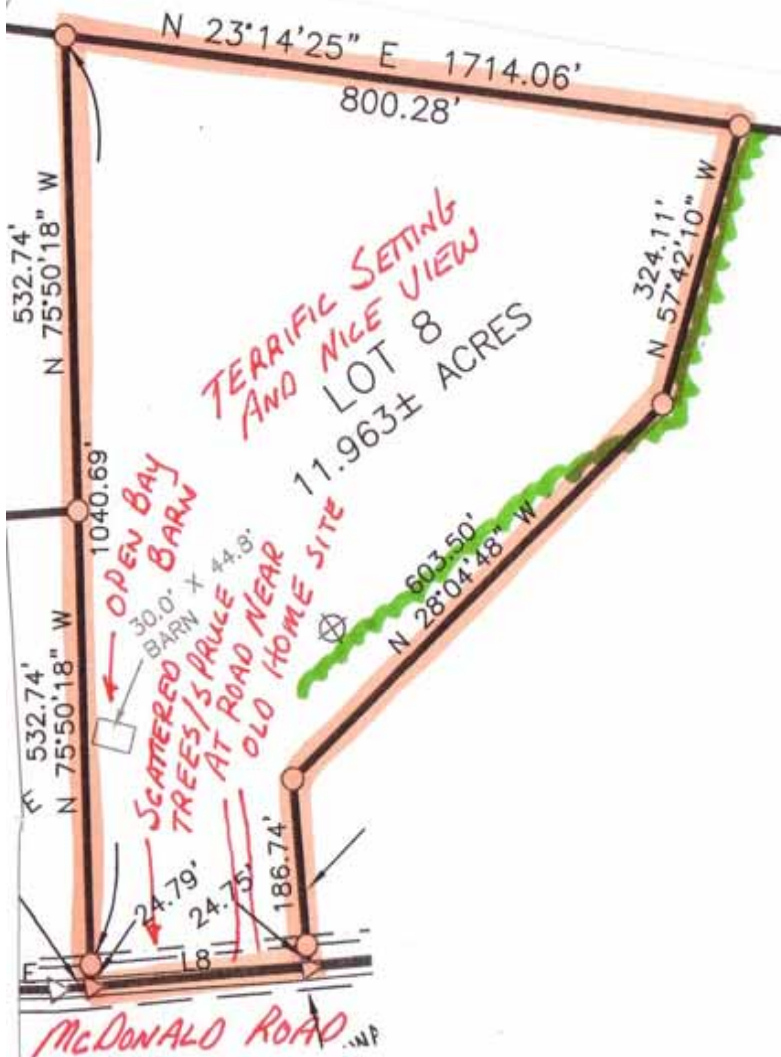 N 23°14'25" E 1714.06'
800.28'
532.74'
N 75°50'18" W
324.11'
N 57°42'10" W
TERRIFIC SETTING
AND NICE VIEW
LOT 8
11.963± ACRES
1040.69'
OPEN BAY
BARN
30.0' X 44.8'
BARN
603.50'
N 28°04'48" W
SCATTERED
TREES/SPRUCE
AT ROAD NEAR
OLD HOME SITE
532.74'
N 75°50'18" W
E
186.74'
24.79'
24.75'
L8
MCDONALD ROAD